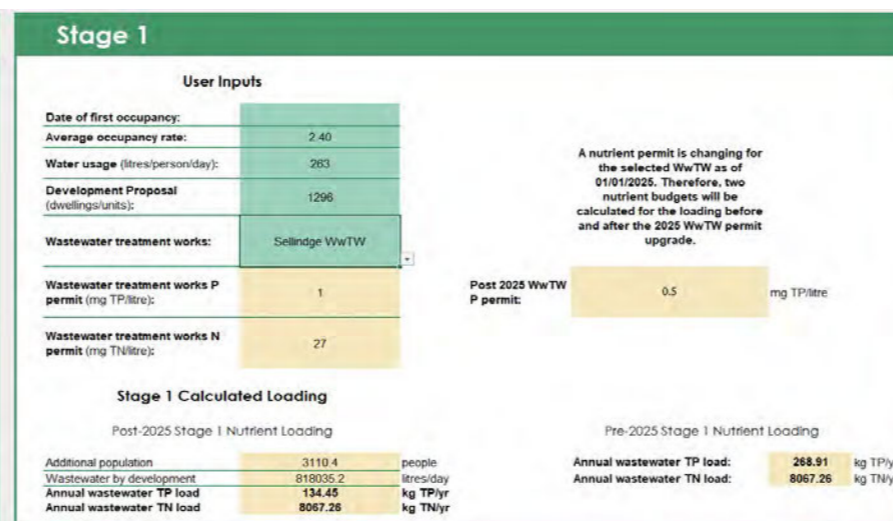 Stage 1
User Inputs
Date of first occupancy:
Average occupancy rate: 2.40
Water usage (litres/person/day): 263
Development Proposal
(dwellings/units): 1296
Wastewater treatment works: Sellindge WwTW
Wastewater treatment works P
permit (mg TP/litre): 1
Wastewater treatment works N
permit (mg TN/litre): 27
A nutrient permit is changing for
the selected WwTW as of
01/01/2025. Therefore, two
nutrient budgets will be
calculated for the loading before
and after the 2025 WwTW permit
upgrade.
Post 2025 WwTW
P permit: 0.5 mg TP/litre
Stage 1 Calculated Loading
Post-2025 Stage 1 Nutrient Loading
Additional population 3110.4 people
Wastewater by development 818035.2 litres/day
Annual wastewater TP load 134.45 kg TP/yr
Annual wastewater TN load 8067.26 kg TN/yr
Pre-2025 Stage 1 Nutrient Loading
Annual wastewater TP load: 268.91 kg TP/y
Annual wastewater TN load: 8067.26 kg TN/y